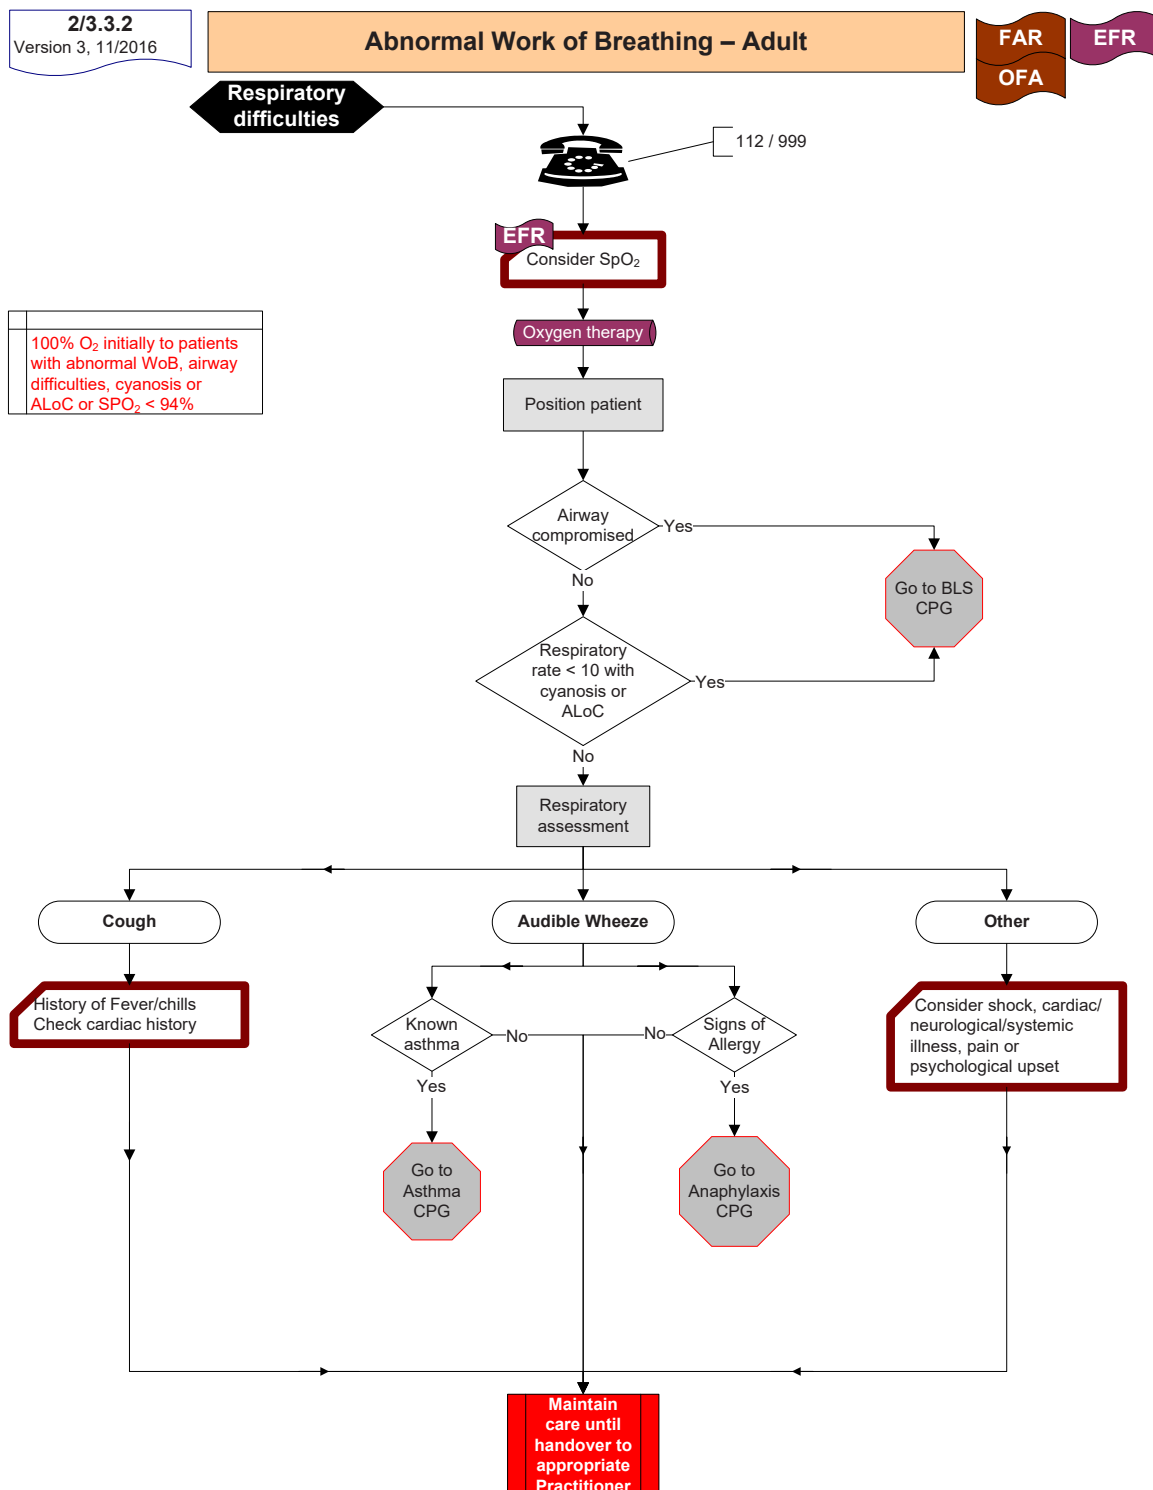 2/3.3.2
Version 3, 11/2016
Abnormal Work of Breathing – Adult
FAR
EFR
OFA
Respiratory
difficulties
112 / 999
EFR
Consider SpO₂
Oxygen therapy
100% O₂ initially to patients
with abnormal WoB, airway
difficulties, cyanosis or
ALoC or SPO₂ < 94%
Position patient
Airway
compromised
Yes
No
Go to BLS
CPG
Respiratory
rate < 10 with
cyanosis or
ALoC
Yes
No
Respiratory
assessment
Cough
Audible Wheeze
Other
History of Fever/chills
Check cardiac history
Known
asthma
No
No
Signs of
Allergy
Consider shock, cardiac/
neurological/systemic
illness, pain or
psychological upset
Yes
Yes
Go to
Asthma
CPG
Go to
Anaphylaxis
CPG
Maintain
care until
handover to
appropriate
Practitioner